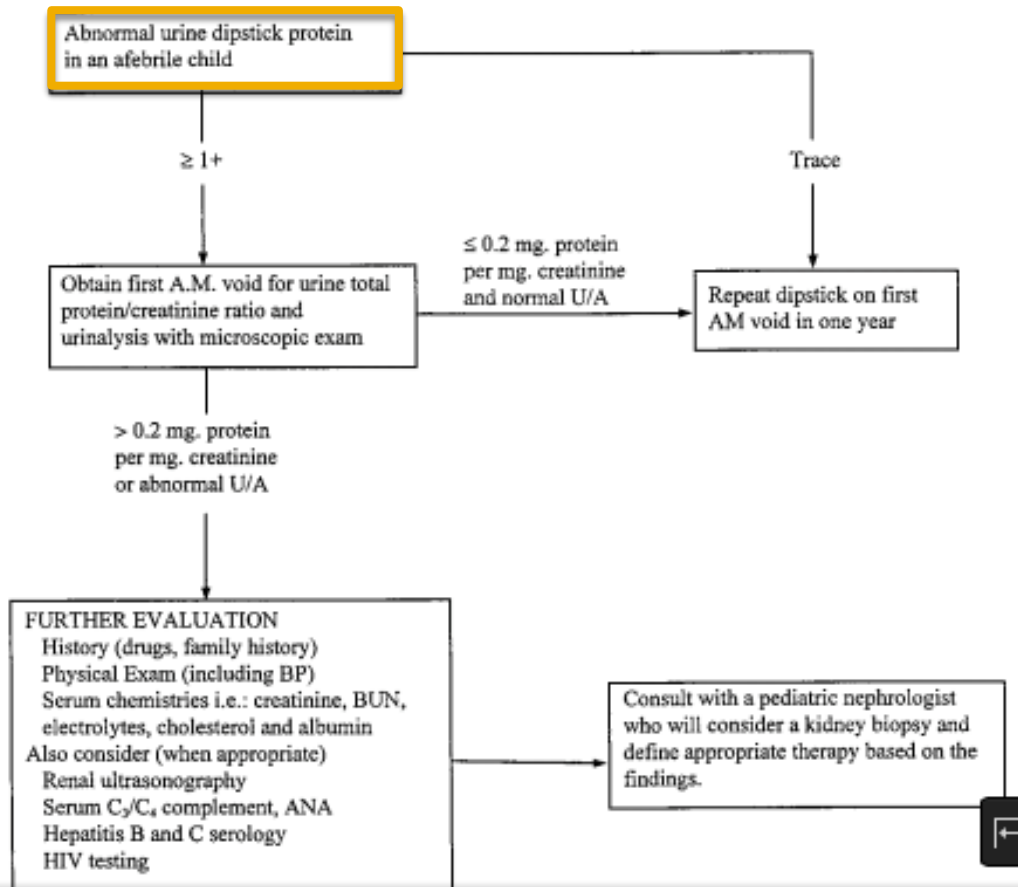 Abnormal urine dipstick protein
in an afebrile child
≥ 1+
Trace
≤ 0.2 mg. protein
per mg. creatinine
and normal U/A
Obtain first A.M. void for urine total
protein/creatinine ratio and
urinalysis with microscopic exam
Repeat dipstick on first
AM void in one year
> 0.2 mg. protein
per mg. creatinine
or abnormal U/A
FURTHER EVALUATION
History (drugs, family history)
Physical Exam (including BP)
Serum chemistries i.e.: creatinine, BUN,
electrolytes, cholesterol and albumin
Also consider (when appropriate)
Renal ultrasonography
Serum C₃/C₄ complement, ANA
Hepatitis B and C serology
HIV testing
Consult with a pediatric nephrologist
who will consider a kidney biopsy and
define appropriate therapy based on the
findings.